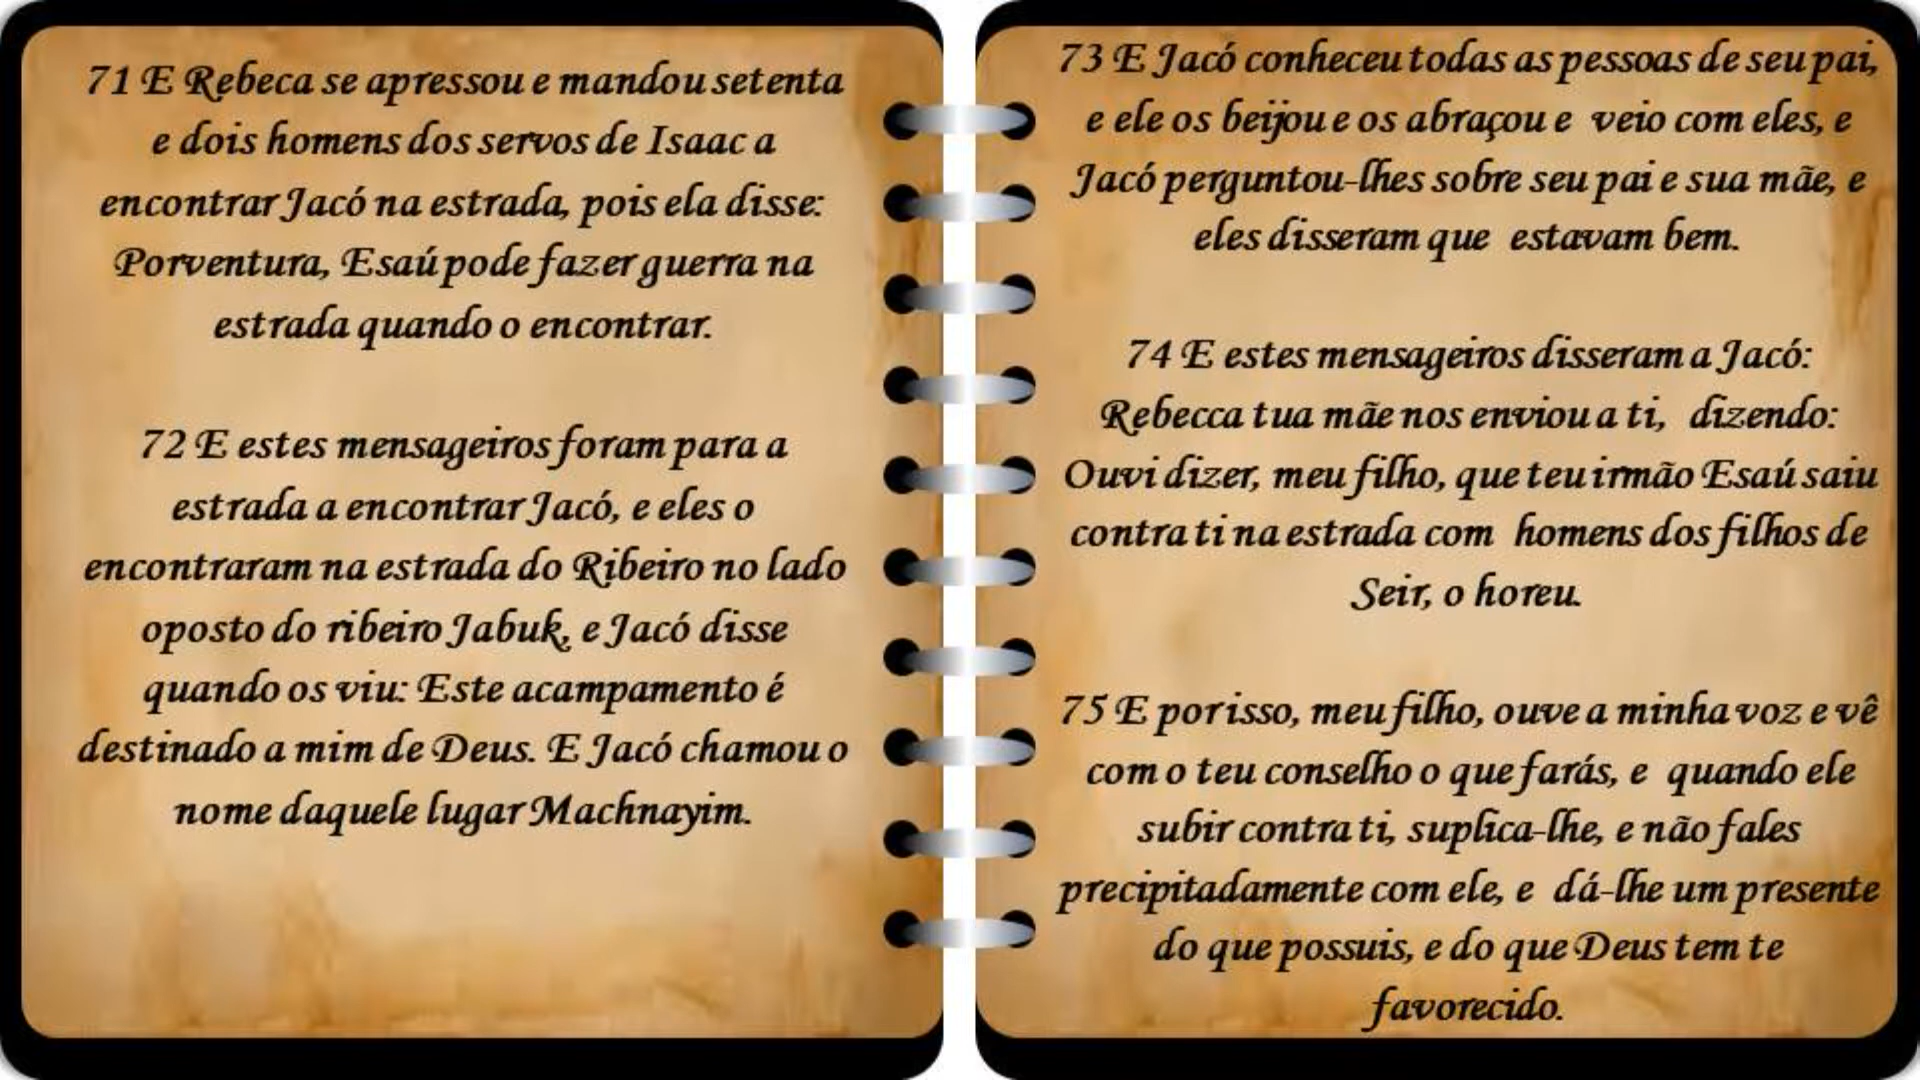 71 E Rebeca se apressou e mandou setenta
e dois homens dos servos de Isaac a
encontrar Jacó na estrada, pois ela disse:
Porventura, Esaú pode fazer guerra na
estrada quando o encontrar.
72 E estes mensageiros foram para a
estrada a encontrar Jacó, e eles o
encontraram na estrada do Ribeiro no lado
oposto do ribeiro Jabuk, e Jacó disse
quando os viu: Este acampamento é
destinado a mim de Deus. E Jacó chamou o
nome daquele lugar Machnayim.
73 E Jacó conheceu todas as pessoas de seu pai,
e ele os beijou e os abraçou e veio com eles, e
Jacó perguntou-lhes sobre seu pai e sua mãe, e
eles disseram que estavam bem.
74 E estes mensageiros disseram a Jacó:
Rebecca tua mãe nos enviou a ti, dizendo:
Ouvi dizer, meu filho, que teu irmão Esaú saiu
contra ti na estrada com homens dos filhos de
Seir, o horeu.
75 E por isso, meu filho, ouve a minha voz e vê
com o teu conselho o que farás, e quando ele
subir contra ti, suplica-lhe, e não fales
precipitadamente com ele, e dá-lhe um presente
do que possuis, e do que Deus tem te
favorecido.